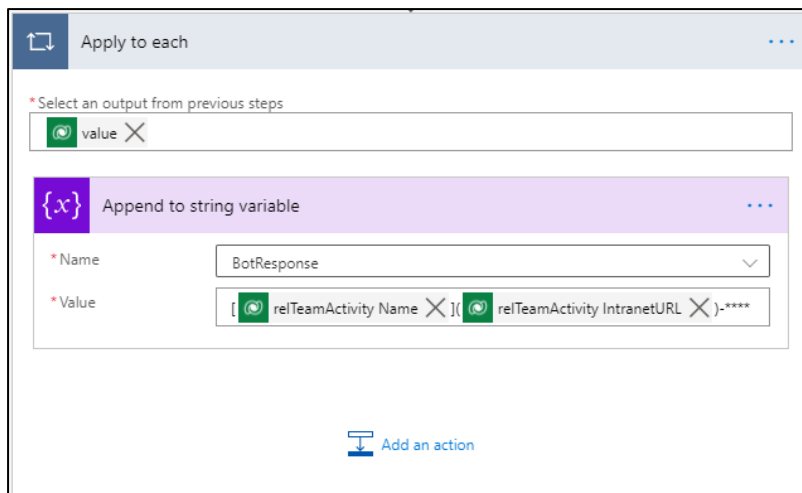 Apply to each
...
*Select an output from previous steps
value
{x} Append to string variable
...
*Name
BotResponse
*Value
[ relTeamActivity Name ]( relTeamActivity IntranetURL )-****
Add an action